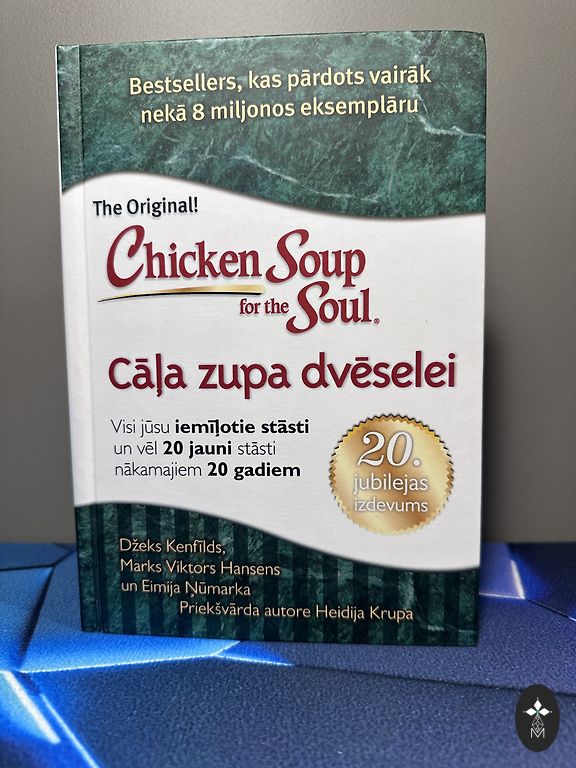 Bestsellers, kas pārdots vairāk
nekā 8 miljonos eksemplāru
The Original!
Chicken Soup
for the Soul®
Cāļa zupa dvēselei
Visi jūsu iemīļotie stāsti
un vēl 20 jauni stāsti
nākamajiem 20 gadiem
20.
jubilejas
izdevums
Džeks Kenfīlds,
Marks Viktors Hansens
un Eimija Ņūmarka
Priekšvārda autore Heidija Krupa
M